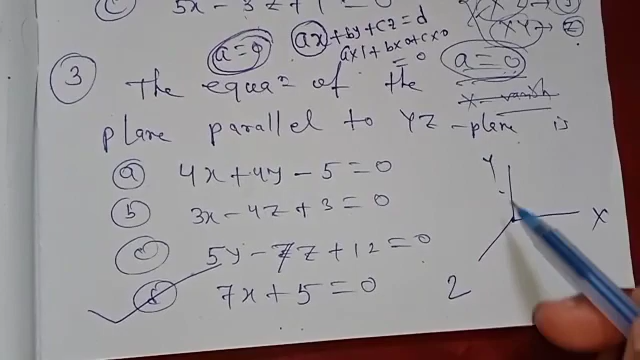 5x - 3z + 1 = 0
a=0 ax+by+cz=d
ax1+bx0+cx0
= 0
a=0
XY → Z
③ The equan of the
plane parallel to YZ-plane is
ⓐ 4x+4y-5=0
ⓑ 3x-4z+3=0
ⓒ 5y-7z+12=0
7x+5=0
Y
X
Z